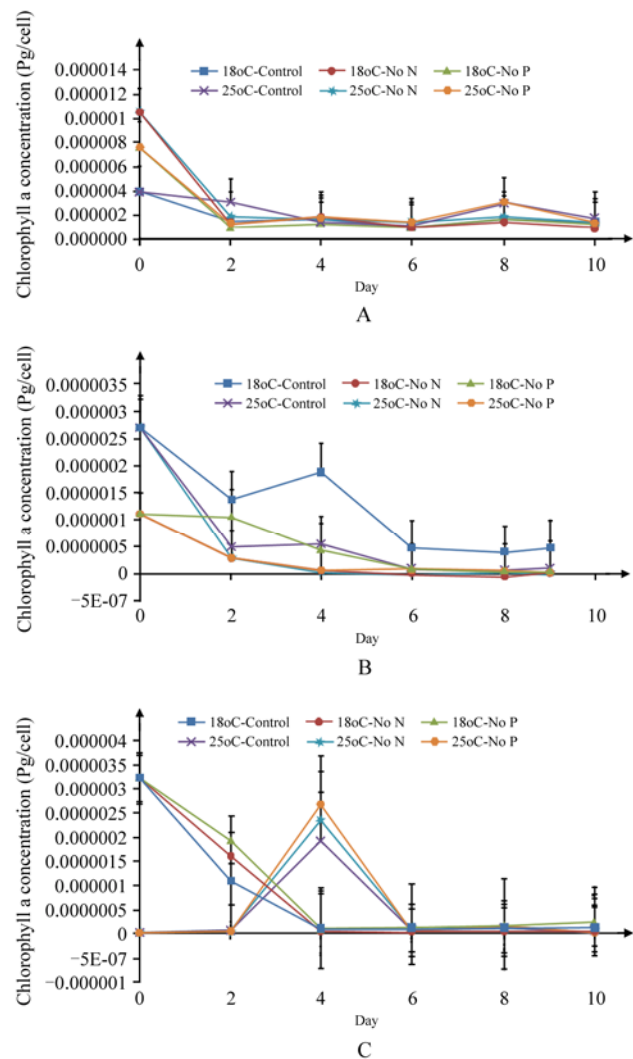 Chlorophyll a concentration (Pg/cell)
18oC-Control 18oC-No N 18oC-No P
25oC-Control 25oC-No N 25oC-No P
0.000014
0.000012
0.00001
0.000008
0.000006
0.000004
0.000002
0.000000
0 2 4 6 8 10
Day
A
Chlorophyll a concentration (Pg/cell)
18oC-Control 18oC-No N 18oC-No P
25oC-Control 25oC-No N 25oC-No P
0.0000035
0.000003
0.0000025
0.000002
0.0000015
0.000001
0.0000005
0
−5E-07
0 2 4 6 8 10
Day
B
Chlorophyll a concentration (Pg/cell)
18oC-Control 18oC-No N 18oC-No P
25oC-Control 25oC-No N 25oC-No P
0.000004
0.0000035
0.000003
0.0000025
0.000002
0.0000015
0.000001
0.0000005
0
−5E-07
−0.000001
0 2 4 6 8 10
Day
C